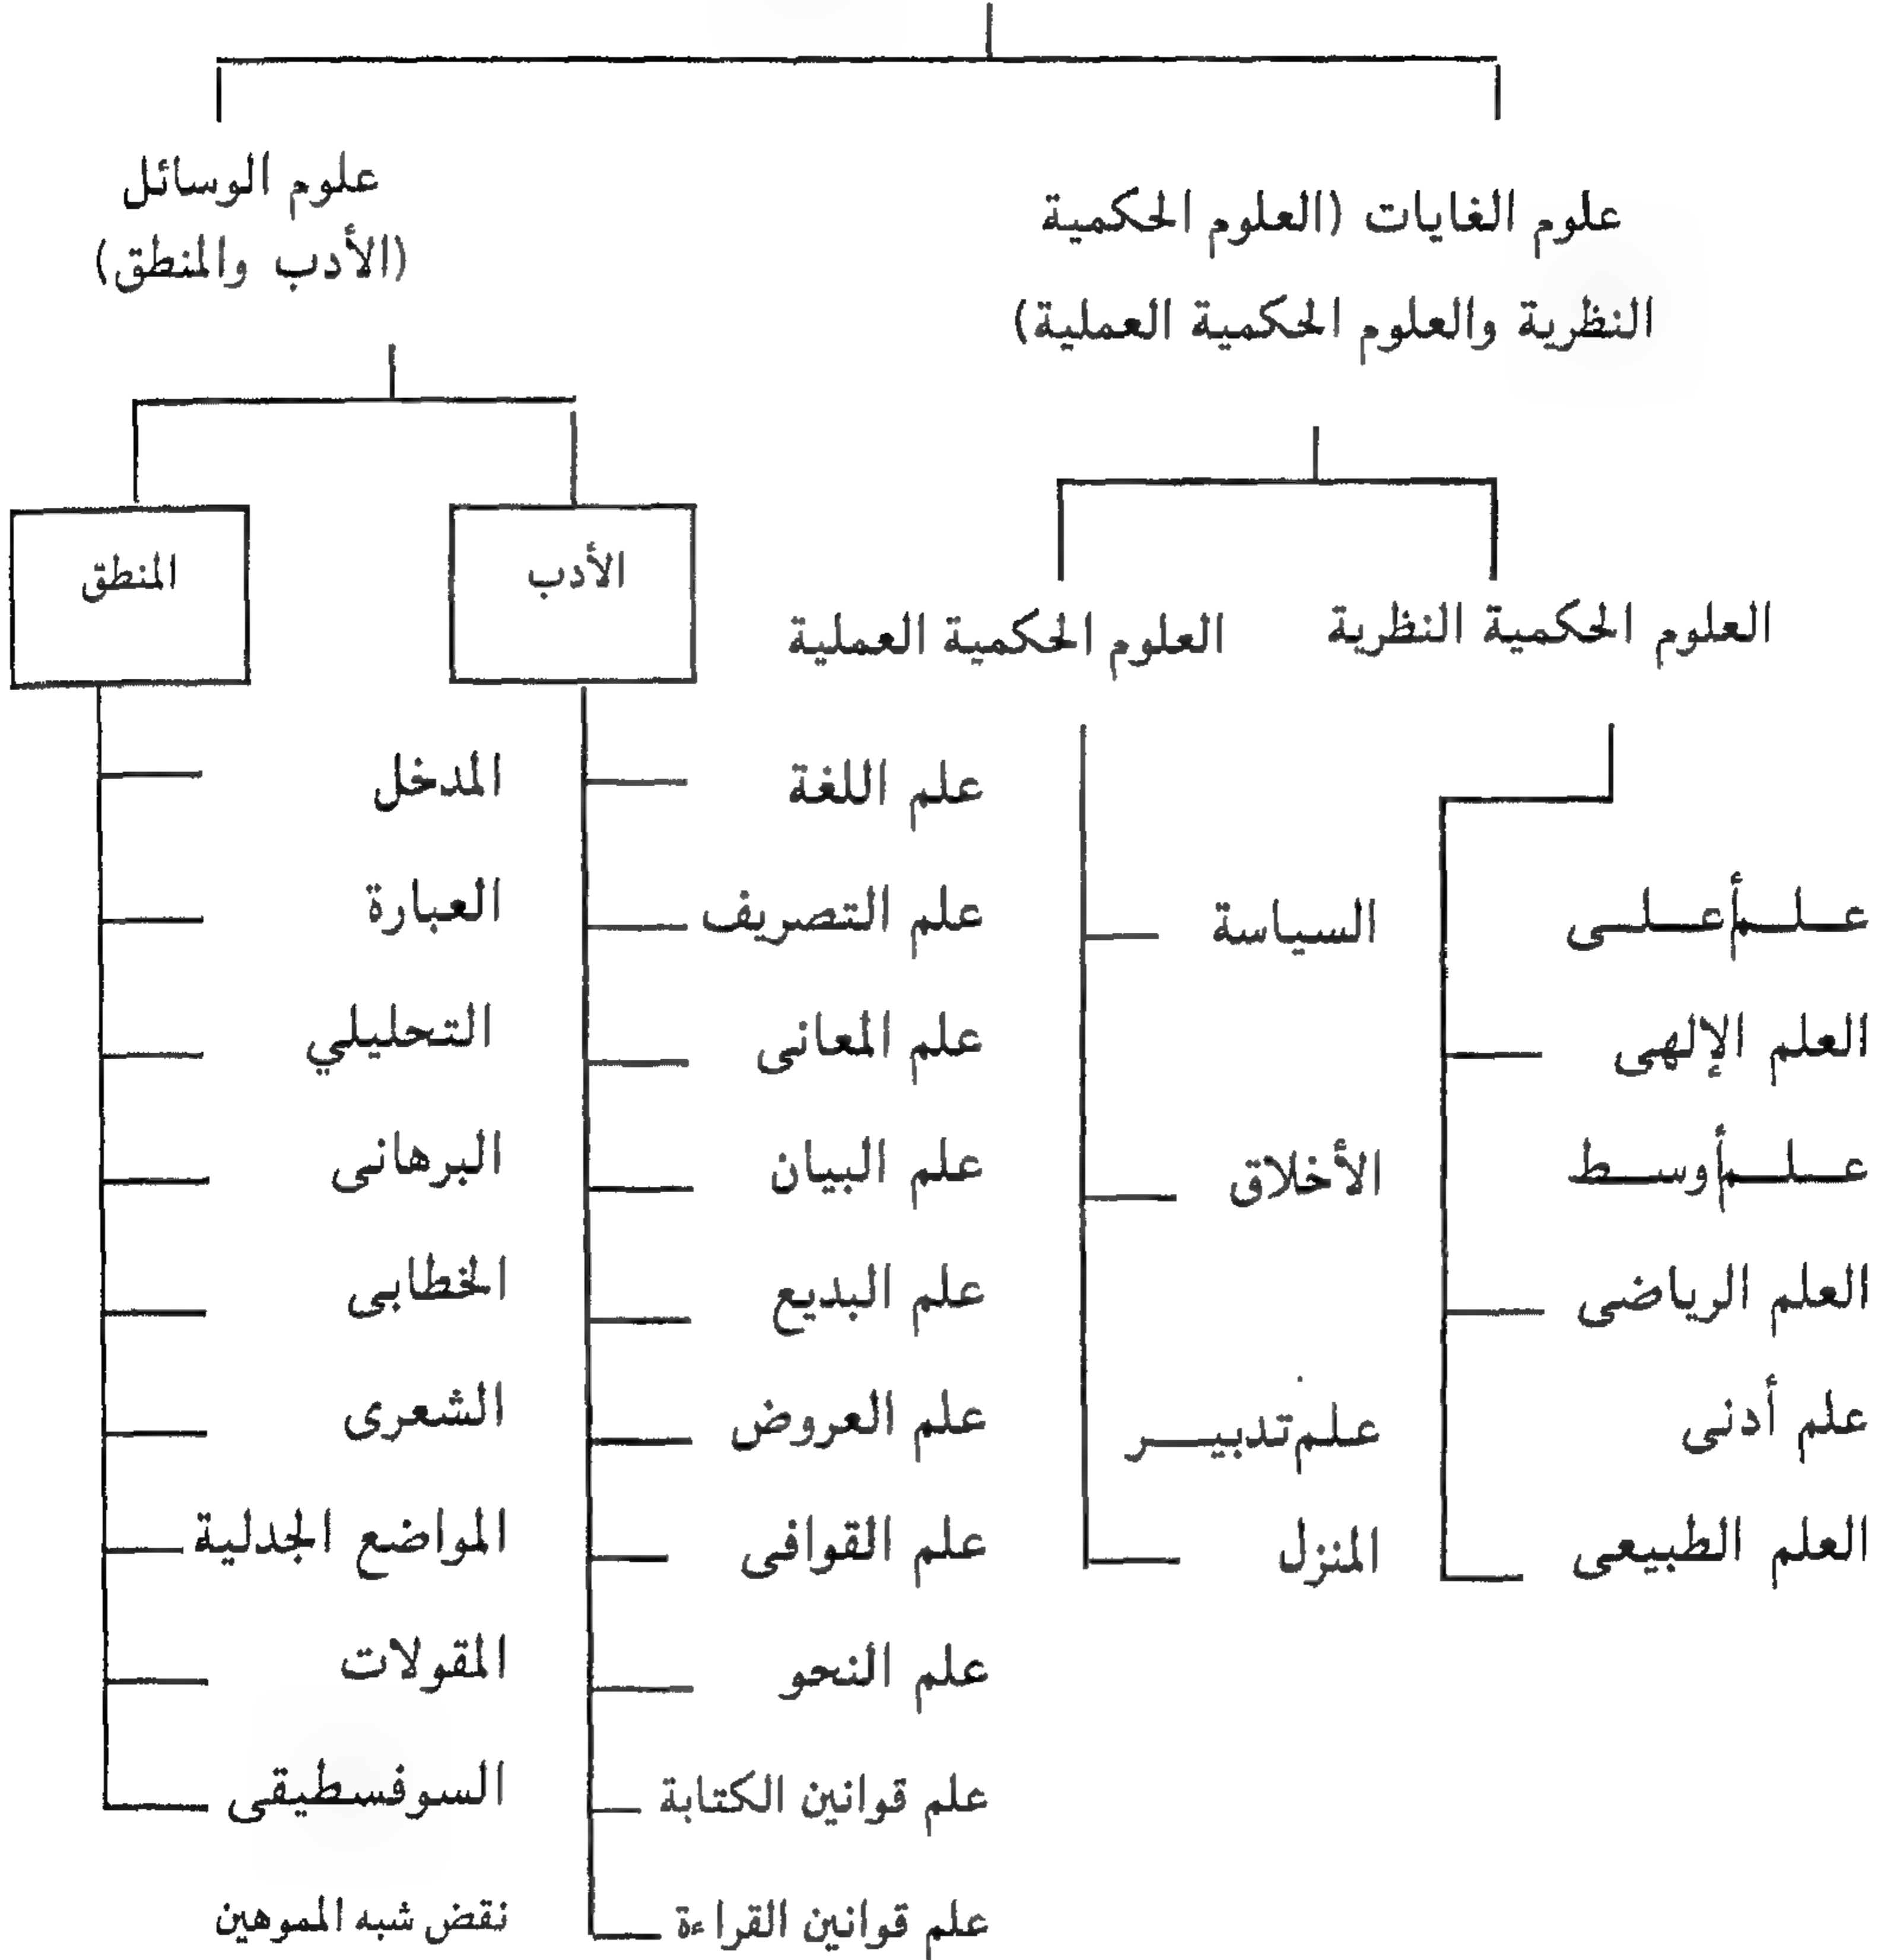 علوم الغايات (العلوم الحكمية
النظرية والعلوم الحكمية العملية)
علوم الوسائل
(الأدب والمنطق)
العلوم الحكمية النظرية
علم أعلى
العلم الإلهى
علم أوسط
العلم الرياضى
علم أدنى
العلم الطبيعى
العلوم الحكمية العملية
السياسة
الأخلاق
علم تدبير
المنزل
الأدب
علم اللغة
علم التصريف
علم المعانى
علم البيان
علم البديع
علم العروض
علم القوافى
علم النحو
علم قوانين الكتابة
علم قوانين القراءة
المنطق
المدخل
العبارة
التحليلي
البرهانى
الخطابى
الشعرى
المواضع الجدلية
المقولات
السوفسطيقى
نقض شبه المموهين